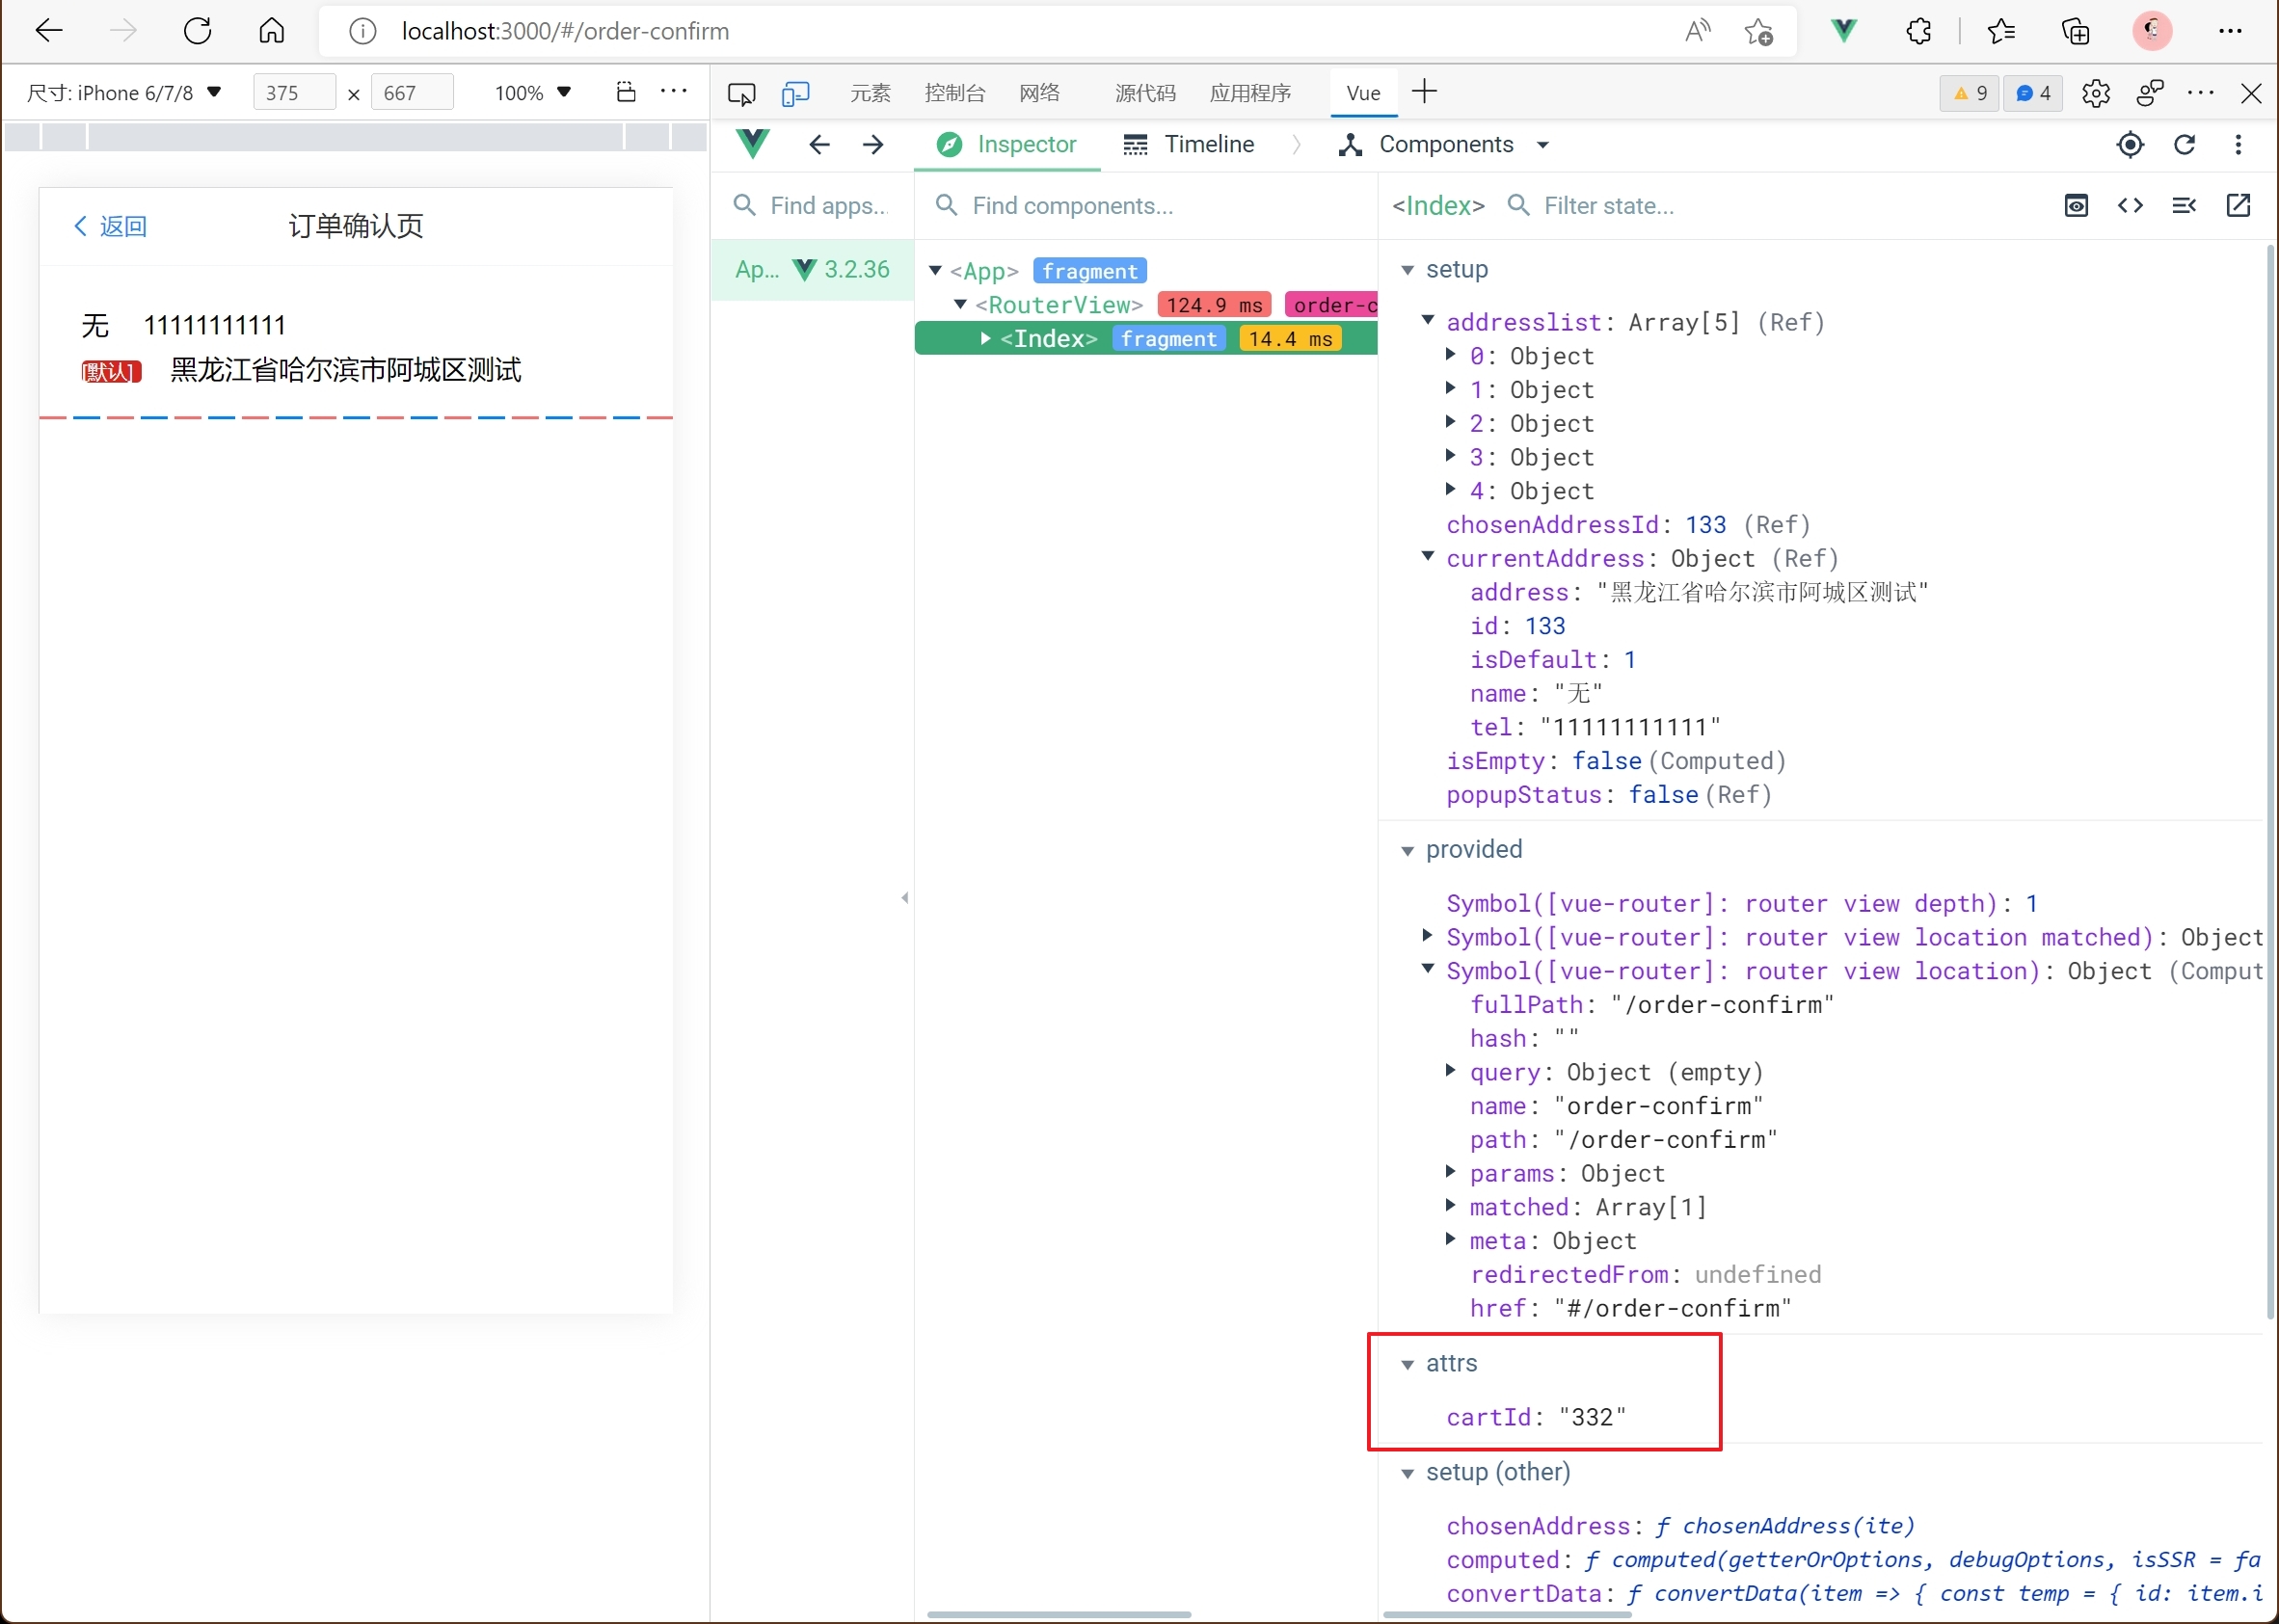 localhost:3000/#/order-confirm
尺寸: iPhone 6/7/8
375
×
667
100%
元素
控制台
网络
源代码
应用程序
Vue
9
4
Inspector
Timeline
Components
Find apps...
Find components...
<Index>
Filter state...
返回
订单确认页
无 11111111111
[默认] 黑龙江省哈尔滨市阿城区测试
Ap... 3.2.36
<App> fragment
<RouterView> 124.9 ms order-c
<Index> fragment 14.4 ms
setup
addresslist: Array[5] (Ref)
0: Object
1: Object
2: Object
3: Object
4: Object
chosenAddressId: 133 (Ref)
currentAddress: Object (Ref)
address: "黑龙江省哈尔滨市阿城区测试"
id: 133
isDefault: 1
name: "无"
tel: "11111111111"
isEmpty: false (Computed)
popupStatus: false (Ref)
provided
Symbol([vue-router]: router view depth): 1
Symbol([vue-router]: router view location matched): Object
Symbol([vue-router]: router view location): Object (Comput
fullPath: "/order-confirm"
hash: ""
query: Object (empty)
name: "order-confirm"
path: "/order-confirm"
params: Object
matched: Array[1]
meta: Object
redirectedFrom: undefined
href: "#/order-confirm"
attrs
cartId: "332"
setup (other)
chosenAddress: ƒ chosenAddress(ite)
computed: ƒ computed(getterOrOptions, debugOptions, isSSR = fa
convertData: ƒ convertData(item => { const temp = { id: item.i